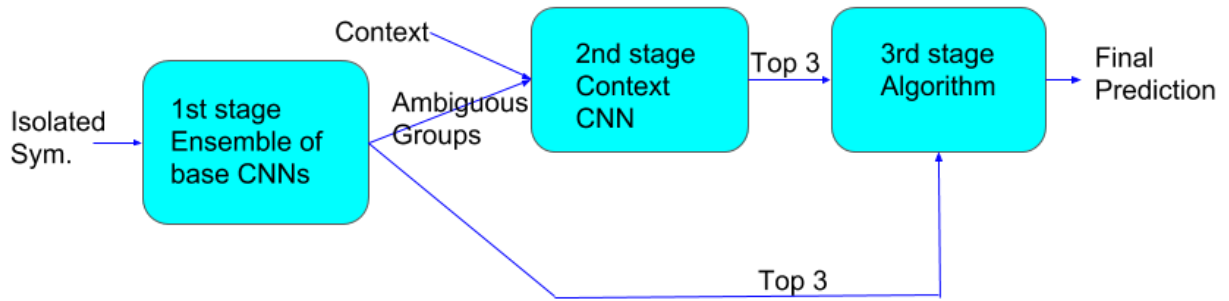 Isolated
Sym.
1st stage
Ensemble of
base CNNs
Context
Ambiguous
Groups
2nd stage
Context
CNN
Top 3
3rd stage
Algorithm
Final
Prediction
Top 3